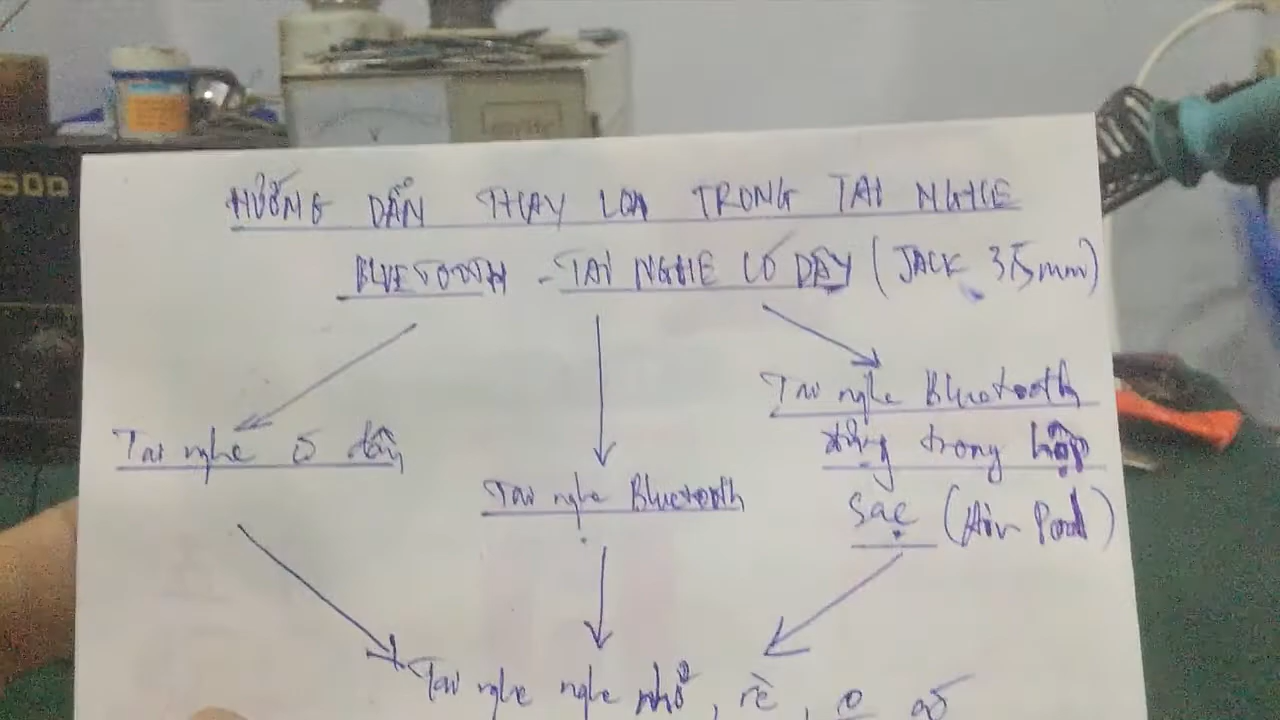 HƯỚNG DẪN THAY LOA TRONG TAI NGHE
BLUETOOTH - TAI NGHE CÓ DÂY (JACK 3,5mm)
Tai nghe có dây
Tai nghe Bluetooth
Tai nghe Bluetooth
đựng trong hộp
sạc (Air Pod)
Tai nghe nghe nhỏ, rè,
500
V